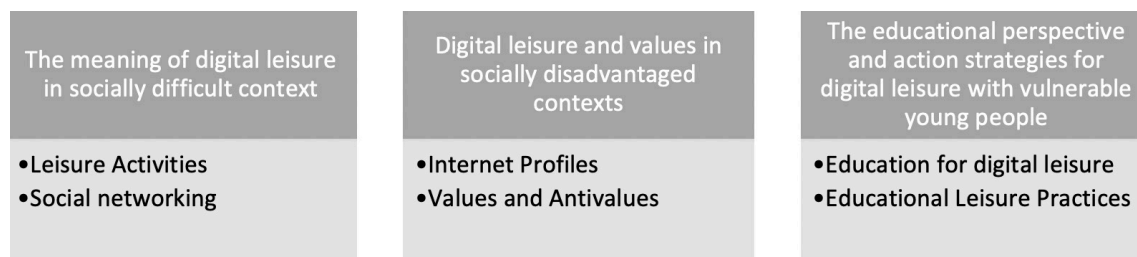 The meaning of digital leisure
in socially difficult context
•Leisure Activities
•Social networking
Digital leisure and values in
socially disadvantaged
contexts
•Internet Profiles
•Values and Antivalues
The educational perspective
and action strategies for
digital leisure with vulnerable
young people
•Education for digital leisure
•Educational Leisure Practices